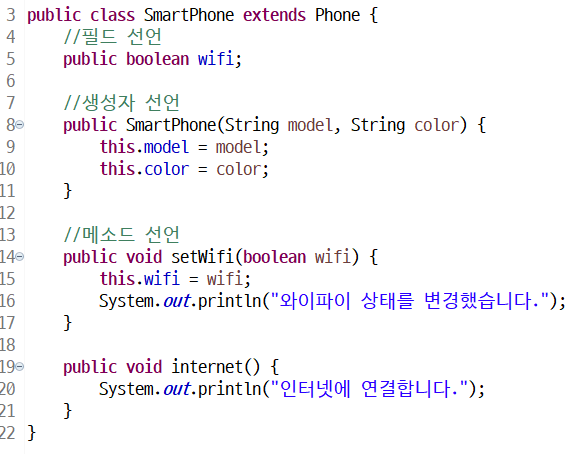 3 public class SmartPhone extends Phone {
4     //필드 선언
5     public boolean wifi;
6
7     //생성자 선언
8     public SmartPhone(String model, String color) {
9         this.model = model;
10         this.color = color;
11     }
12
13     //메소드 선언
14     public void setWifi(boolean wifi) {
15         this.wifi = wifi;
16         System.out.println("와이파이 상태를 변경했습니다.");
17     }
18
19     public void internet() {
20         System.out.println("인터넷에 연결합니다.");
21     }
22 }